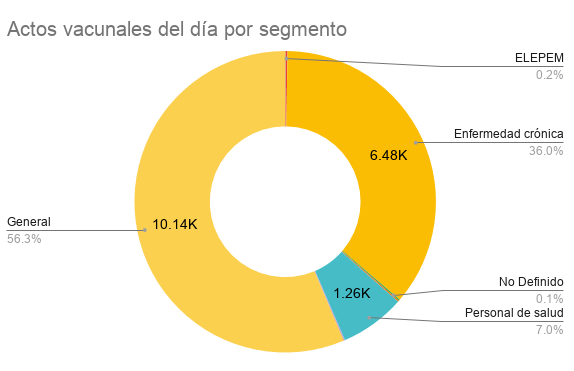 Actos vacunales del día por segmento
ELEPEM
0.2%
Enfermedad crónica
36.0%
6.48K
General
56.3%
10.14K
No Definido
0.1%
1.26K
Personal de salud
7.0%